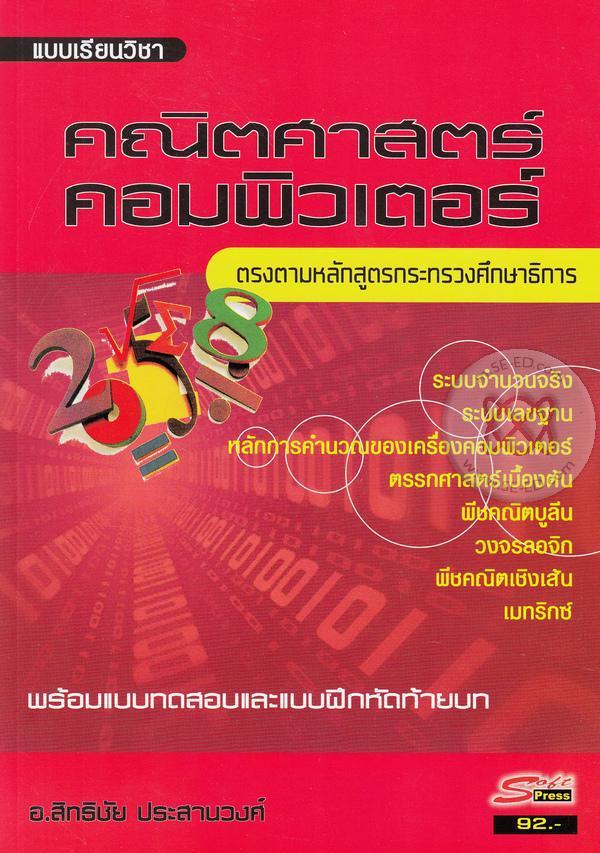 แบบเรียนวิชา
คณิตศาสตร์
คอมพิวเตอร์
ตรงตามหลักสูตรกระทรวงศึกษาธิการ
ระบบจำนวนจริง
ระบบเลขฐาน
หลักการคำนวณของเครื่องคอมพิวเตอร์
ตรรกศาสตร์เบื้องต้น
พีชคณิตบูลีน
วงจรลอจิก
พีชคณิตเชิงเส้น
เมทริกซ์
พร้อมแบบทดสอบและแบบฝึกหัดท้ายบท
อ.สิทธิชัย ประสานวงศ์
Soft
Press
92.-